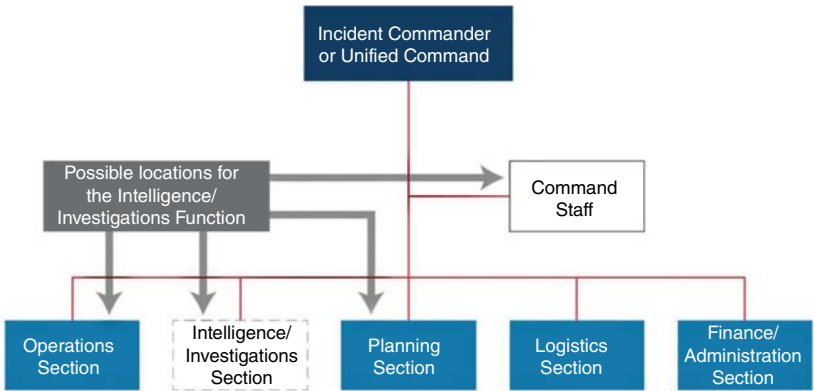 Incident Commander
or Unified Command
Possible locations for
the Intelligence/
Investigations Function
Command
Staff
Operations
Section
Intelligence/
Investigations
Section
Planning
Section
Logistics
Section
Finance/
Administration
Section